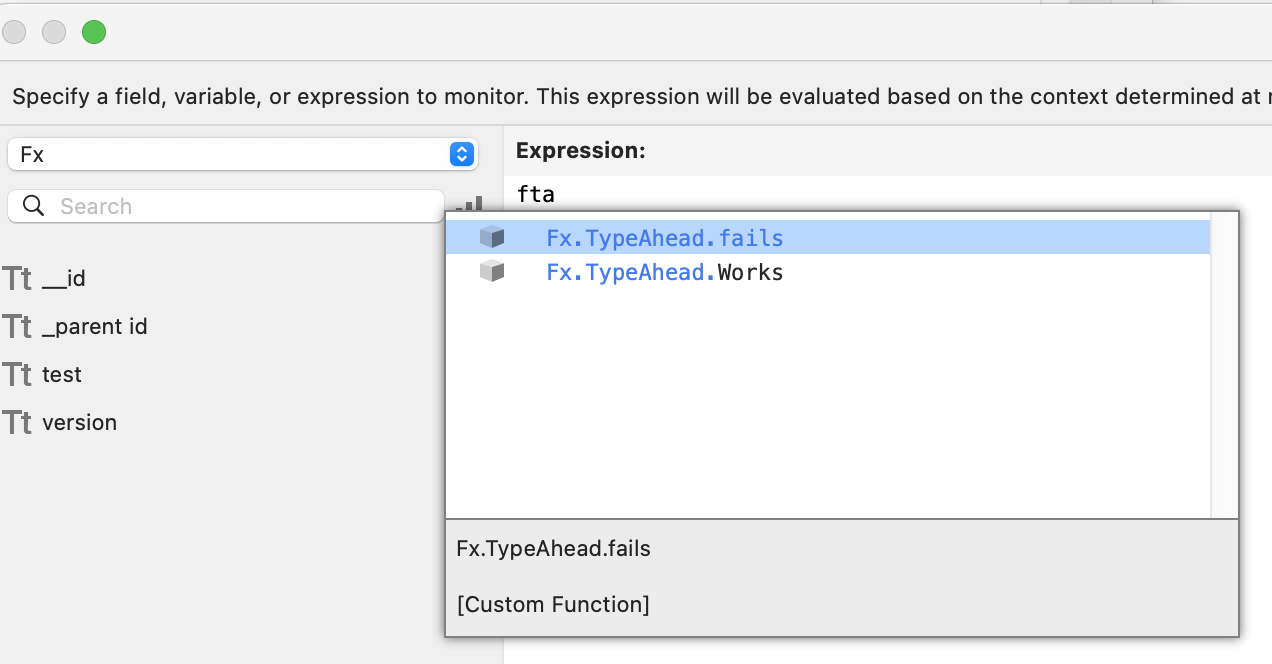 Specify a field, variable, or expression to monitor. This expression will be evaluated based on the context determined at
Fx
Expression:
Search
fta
Fx.TypeAhead.fails
Fx.TypeAhead.Works
Tt __id
Tt _parent id
Tt test
Tt version
Fx.TypeAhead.fails
[Custom Function]